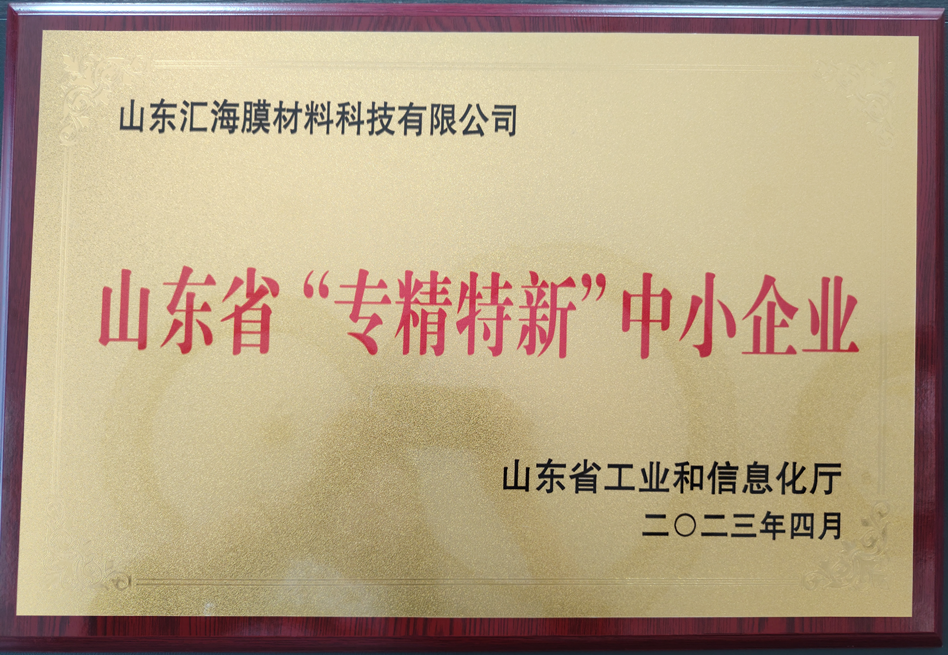 山东汇海膜材料科技有限公司
山东省“专精特新”中小企业
山东省工业和信息化厅
二〇二三年四月